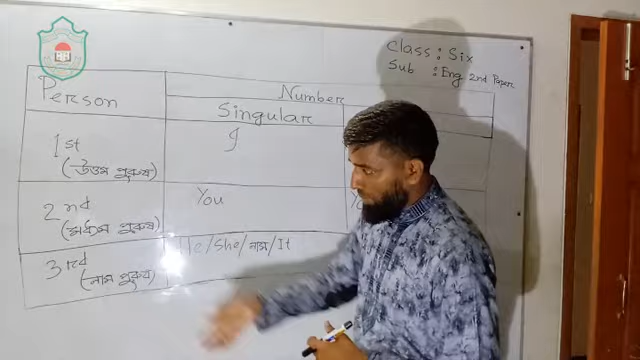 Class : Six
Sub : Eng 2nd Paper
Person
Number
Singular
1st
(উত্তম পুরুষ)
I
2nd
(মধ্যম পুরুষ)
You
3rd
(নাম পুরুষ)
He/She/নাম/It